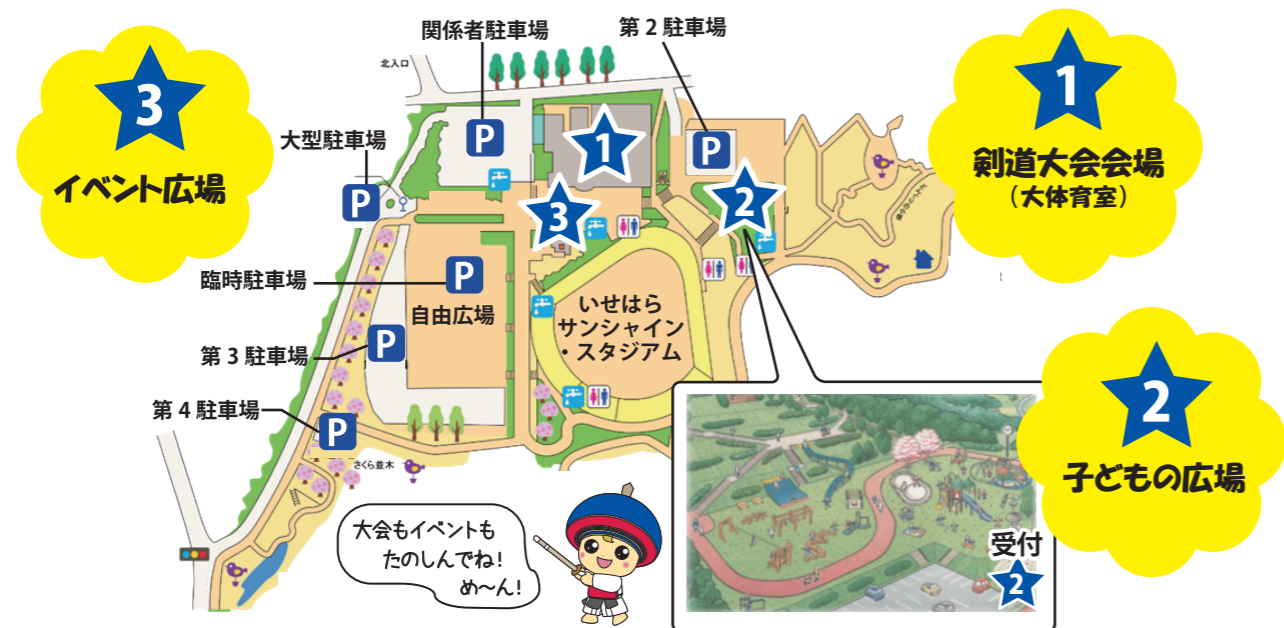 3
イベント広場
関係者駐車場
第2駐車場
北入口
大型駐車場
P
P
P
1
2
3
1
剣道大会会場
(大体育室)
臨時駐車場
P
自由広場
いせはら
サンシャイン
・スタジアム
第3駐車場
P
第4駐車場
P
さくら並木
2
子どもの広場
受付
2
大会もイベントも
たのしんでね!
め〜ん!